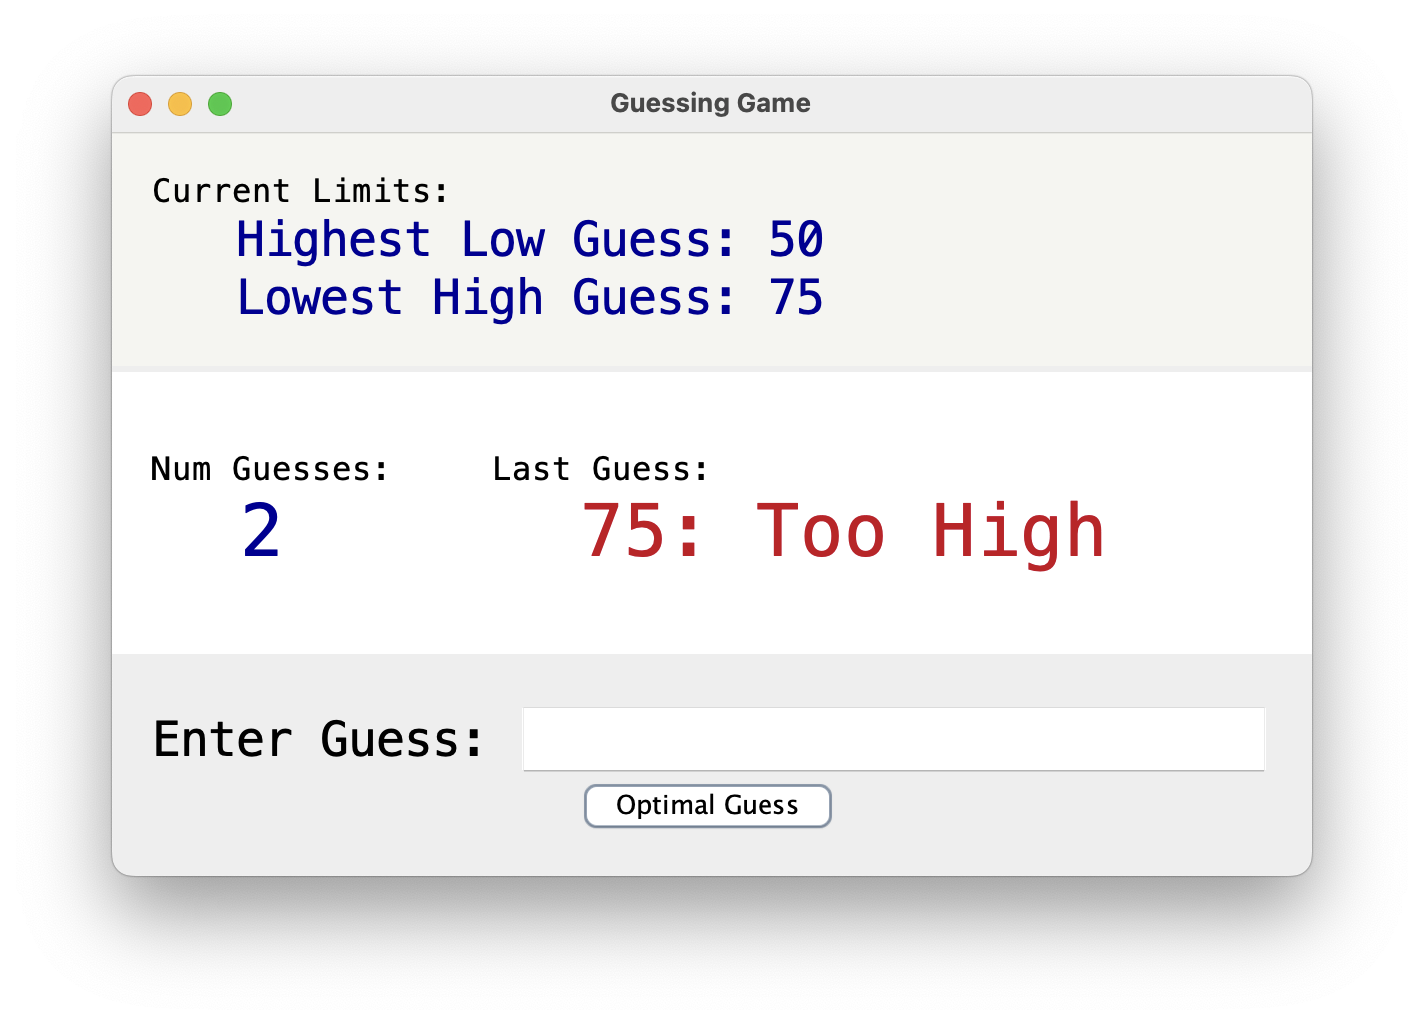 Guessing Game
Current Limits:
Highest Low Guess: 50
Lowest High Guess: 75
Num Guesses: Last Guess:
2 75: Too High
Enter Guess:
Optimal Guess